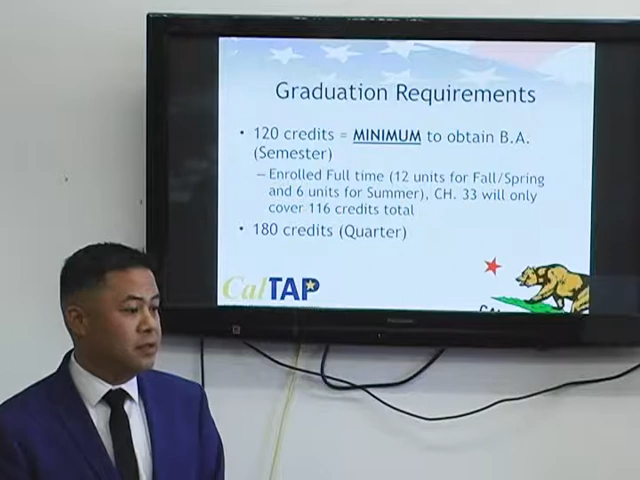 Graduation Requirements
• 120 credits = MINIMUM to obtain B.A.
(Semester)
– Enrolled Full time (12 units for Fall/Spring
and 6 units for Summer), CH. 33 will only
cover 116 credits total
• 180 credits (Quarter)
CalTAP